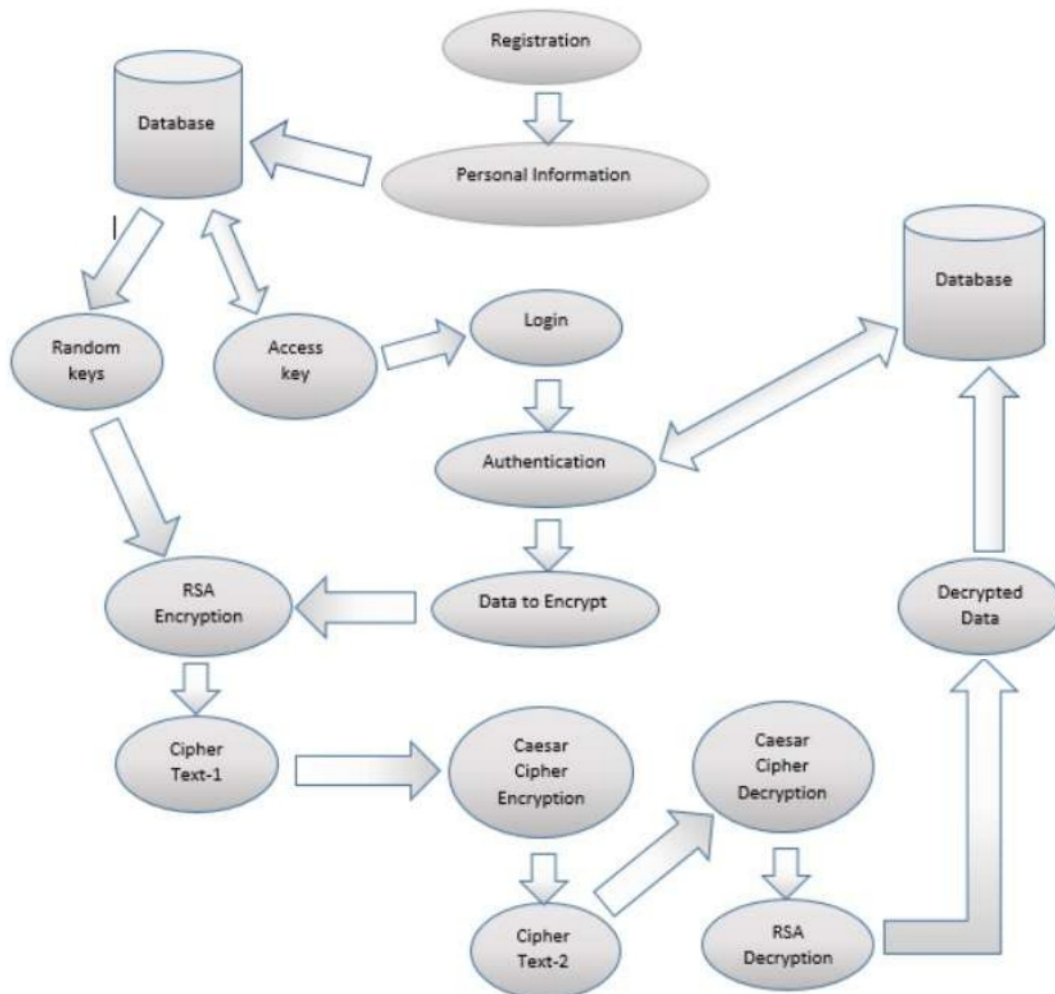 Registration
Database
Personal Information
Database
Random
keys
Access
key
Login
Authentication
RSA
Encryption
Data to Encrypt
Decrypted
Data
Cipher
Text-1
Caesar
Cipher
Encryption
Caesar
Cipher
Decryption
Cipher
Text-2
RSA
Decryption